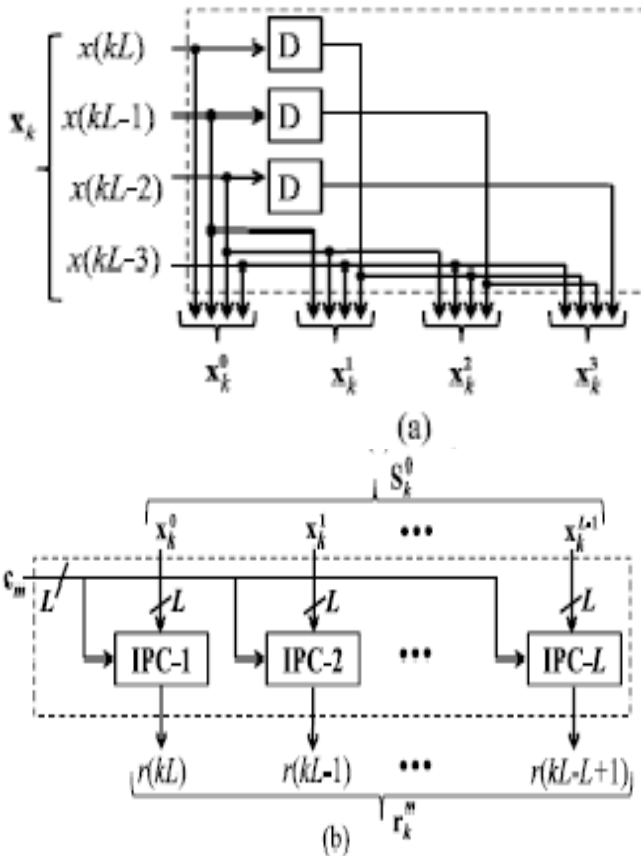 x(kL) D
x_k x(kL-1) D
x(kL-2) D
x(kL-3)
x_k^0 x_k^1 x_k^2 x_k^3
(a)
S_k^0
x_k^0 x_k^1 ••• x_k^{L-1}
c_m L L L L
IPC-1 IPC-2 ••• IPC-L
r(kL) r(kL-1) ••• r(kL-L+1)
r_k^m
(b)